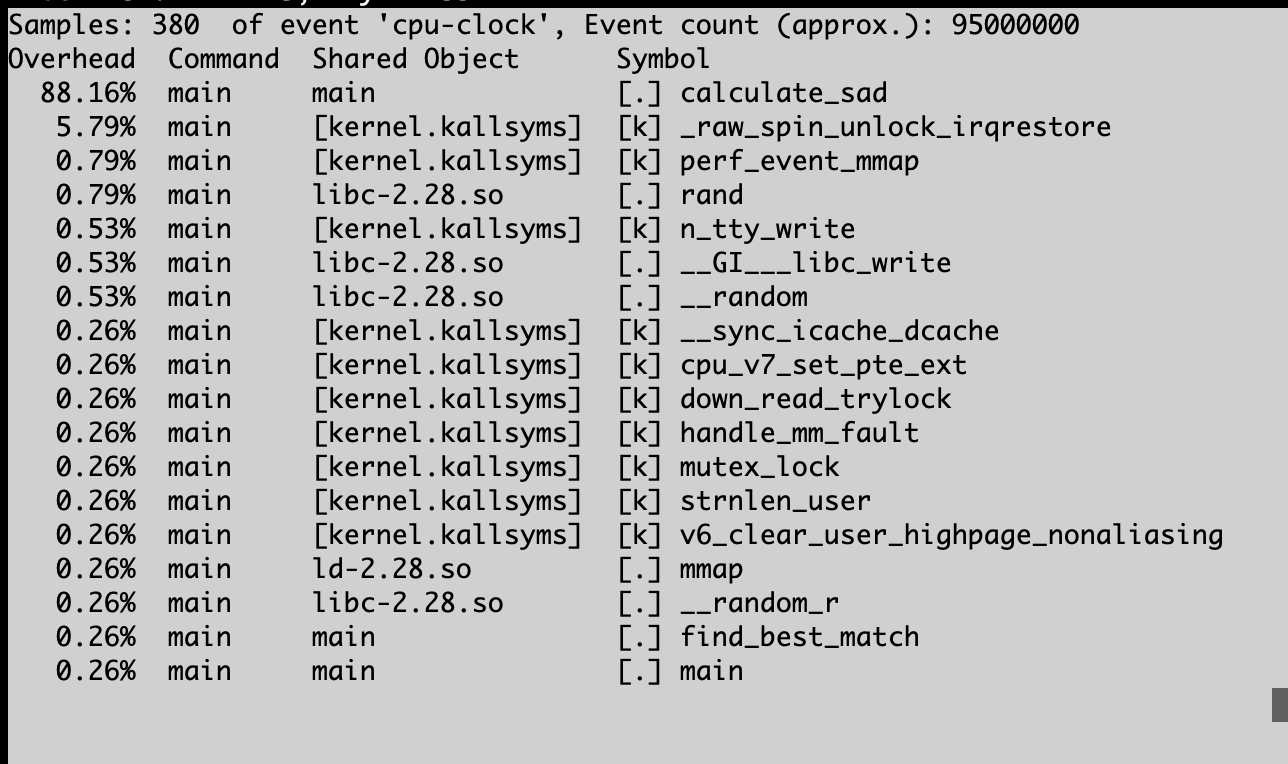 Samples: 380  of event 'cpu-clock', Event count (approx.): 95000000
Overhead  Command  Shared Object      Symbol
  88.16%  main     main               [.] calculate_sad
   5.79%  main     [kernel.kallsyms]  [k] _raw_spin_unlock_irqrestore
   0.79%  main     [kernel.kallsyms]  [k] perf_event_mmap
   0.79%  main     libc-2.28.so       [.] rand
   0.53%  main     [kernel.kallsyms]  [k] n_tty_write
   0.53%  main     libc-2.28.so       [.] __GI___libc_write
   0.53%  main     libc-2.28.so       [.] __random
   0.26%  main     [kernel.kallsyms]  [k] __sync_icache_dcache
   0.26%  main     [kernel.kallsyms]  [k] cpu_v7_set_pte_ext
   0.26%  main     [kernel.kallsyms]  [k] down_read_trylock
   0.26%  main     [kernel.kallsyms]  [k] handle_mm_fault
   0.26%  main     [kernel.kallsyms]  [k] mutex_lock
   0.26%  main     [kernel.kallsyms]  [k] strnlen_user
   0.26%  main     [kernel.kallsyms]  [k] v6_clear_user_highpage_nonaliasing
   0.26%  main     ld-2.28.so         [.] mmap
   0.26%  main     libc-2.28.so       [.] __random_r
   0.26%  main     main               [.] find_best_match
   0.26%  main     main               [.] main